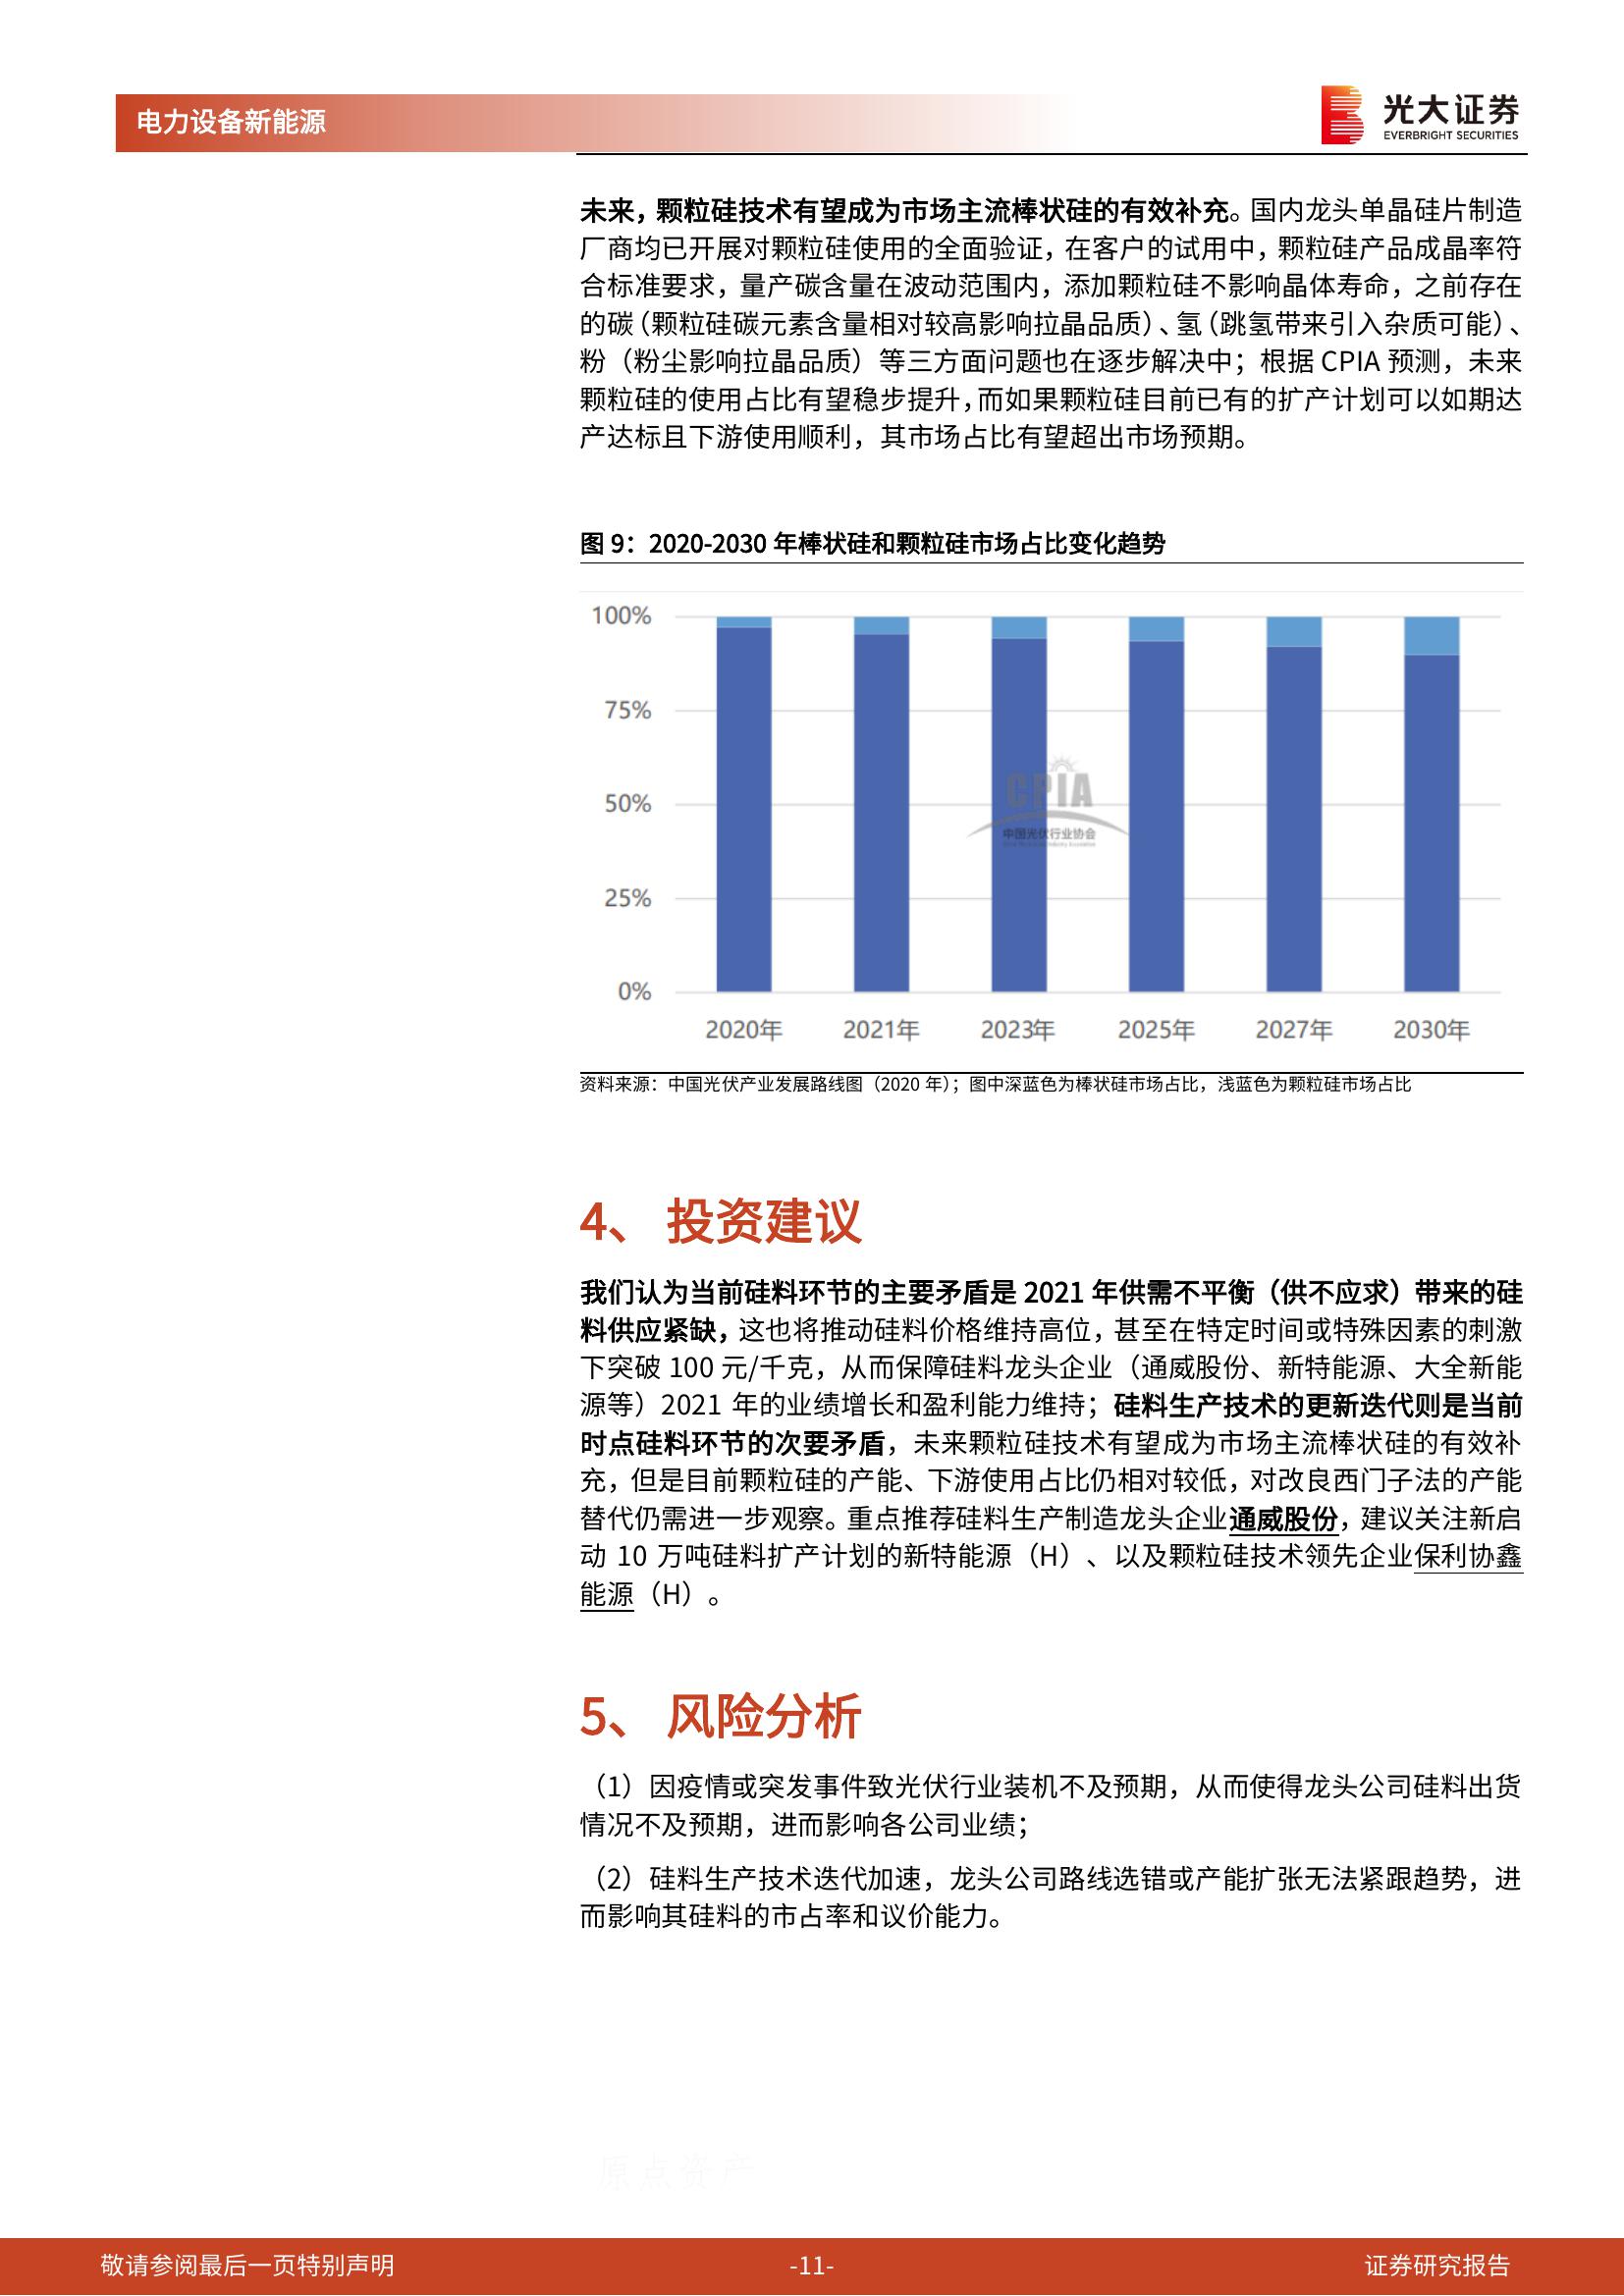 电力设备新能源
光大证券
EVERBRIGHT SECURITIES
未来，颗粒硅技术有望成为市场主流棒状硅的有效补充。国内龙头单晶硅片制造
厂商均已开展对颗粒硅使用的全面验证，在客户的试用中，颗粒硅产品成晶率符
合标准要求，量产碳含量在波动范围内，添加颗粒硅不影响晶体寿命，之前存在
的碳（颗粒硅碳元素含量相对较高影响拉晶品质）、氢（跳氢带来引入杂质可能）、
粉（粉尘影响拉晶品质）等三方面问题也在逐步解决中；根据 CPIA 预测，未来
颗粒硅的使用占比有望稳步提升，而如果颗粒硅目前已有的扩产计划可以如期达
产达标且下游使用顺利，其市场占比有望超出市场预期。
图 9：2020-2030 年棒状硅和颗粒硅市场占比变化趋势
100%
75%
50%
25%
0%
CPIA
中国光伏行业协会
2020年 2021年 2023年 2025年 2027年 2030年
资料来源：中国光伏产业发展路线图（2020 年）；图中深蓝色为棒状硅市场占比，浅蓝色为颗粒硅市场占比
4、 投资建议
我们认为当前硅料环节的主要矛盾是 2021 年供需不平衡（供不应求）带来的硅
料供应紧缺，这也将推动硅料价格维持高位，甚至在特定时间或特殊因素的刺激
下突破 100 元/千克，从而保障硅料龙头企业（通威股份、新特能源、大全新能
源等）2021 年的业绩增长和盈利能力维持；硅料生产技术的更新迭代则是当前
时点硅料环节的次要矛盾，未来颗粒硅技术有望成为市场主流棒状硅的有效补
充，但是目前颗粒硅的产能、下游使用占比仍相对较低，对改良西门子法的产能
替代仍需进一步观察。重点推荐硅料生产制造龙头企业通威股份，建议关注新启
动 10 万吨硅料扩产计划的新特能源（H）、以及颗粒硅技术领先企业保利协鑫
能源（H）。
5、 风险分析
（1）因疫情或突发事件致光伏行业装机不及预期，从而使得龙头公司硅料出货
情况不及预期，进而影响各公司业绩；
（2）硅料生产技术迭代加速，龙头公司路线选错或产能扩张无法紧跟趋势，进
而影响其硅料的市占率和议价能力。
原点资产
敬请参阅最后一页特别声明
-11-
证券研究报告